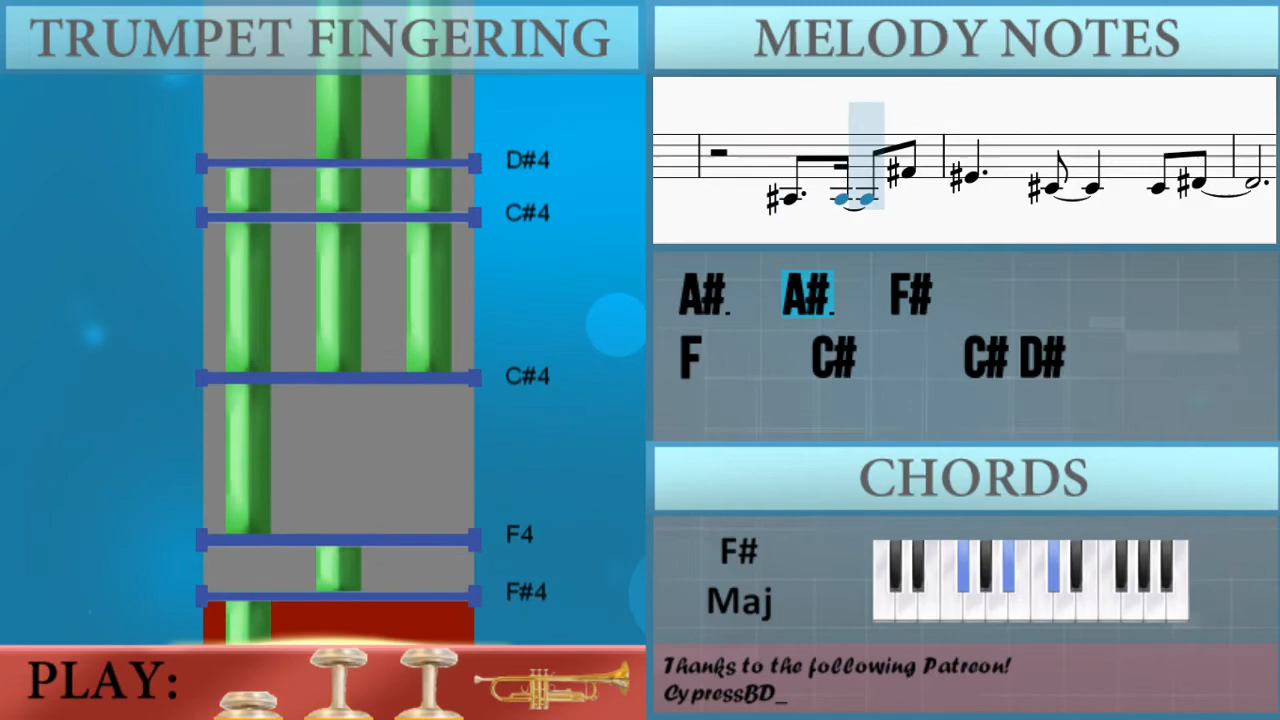 TRUMPET FINGERING
D#4
C#4
C#4
F4
F#4
PLAY:
MELODY NOTES
A#. A#. F#
F C# C# D#
CHORDS
F#
Maj
Thanks to the following Patreon!
CypressBD_